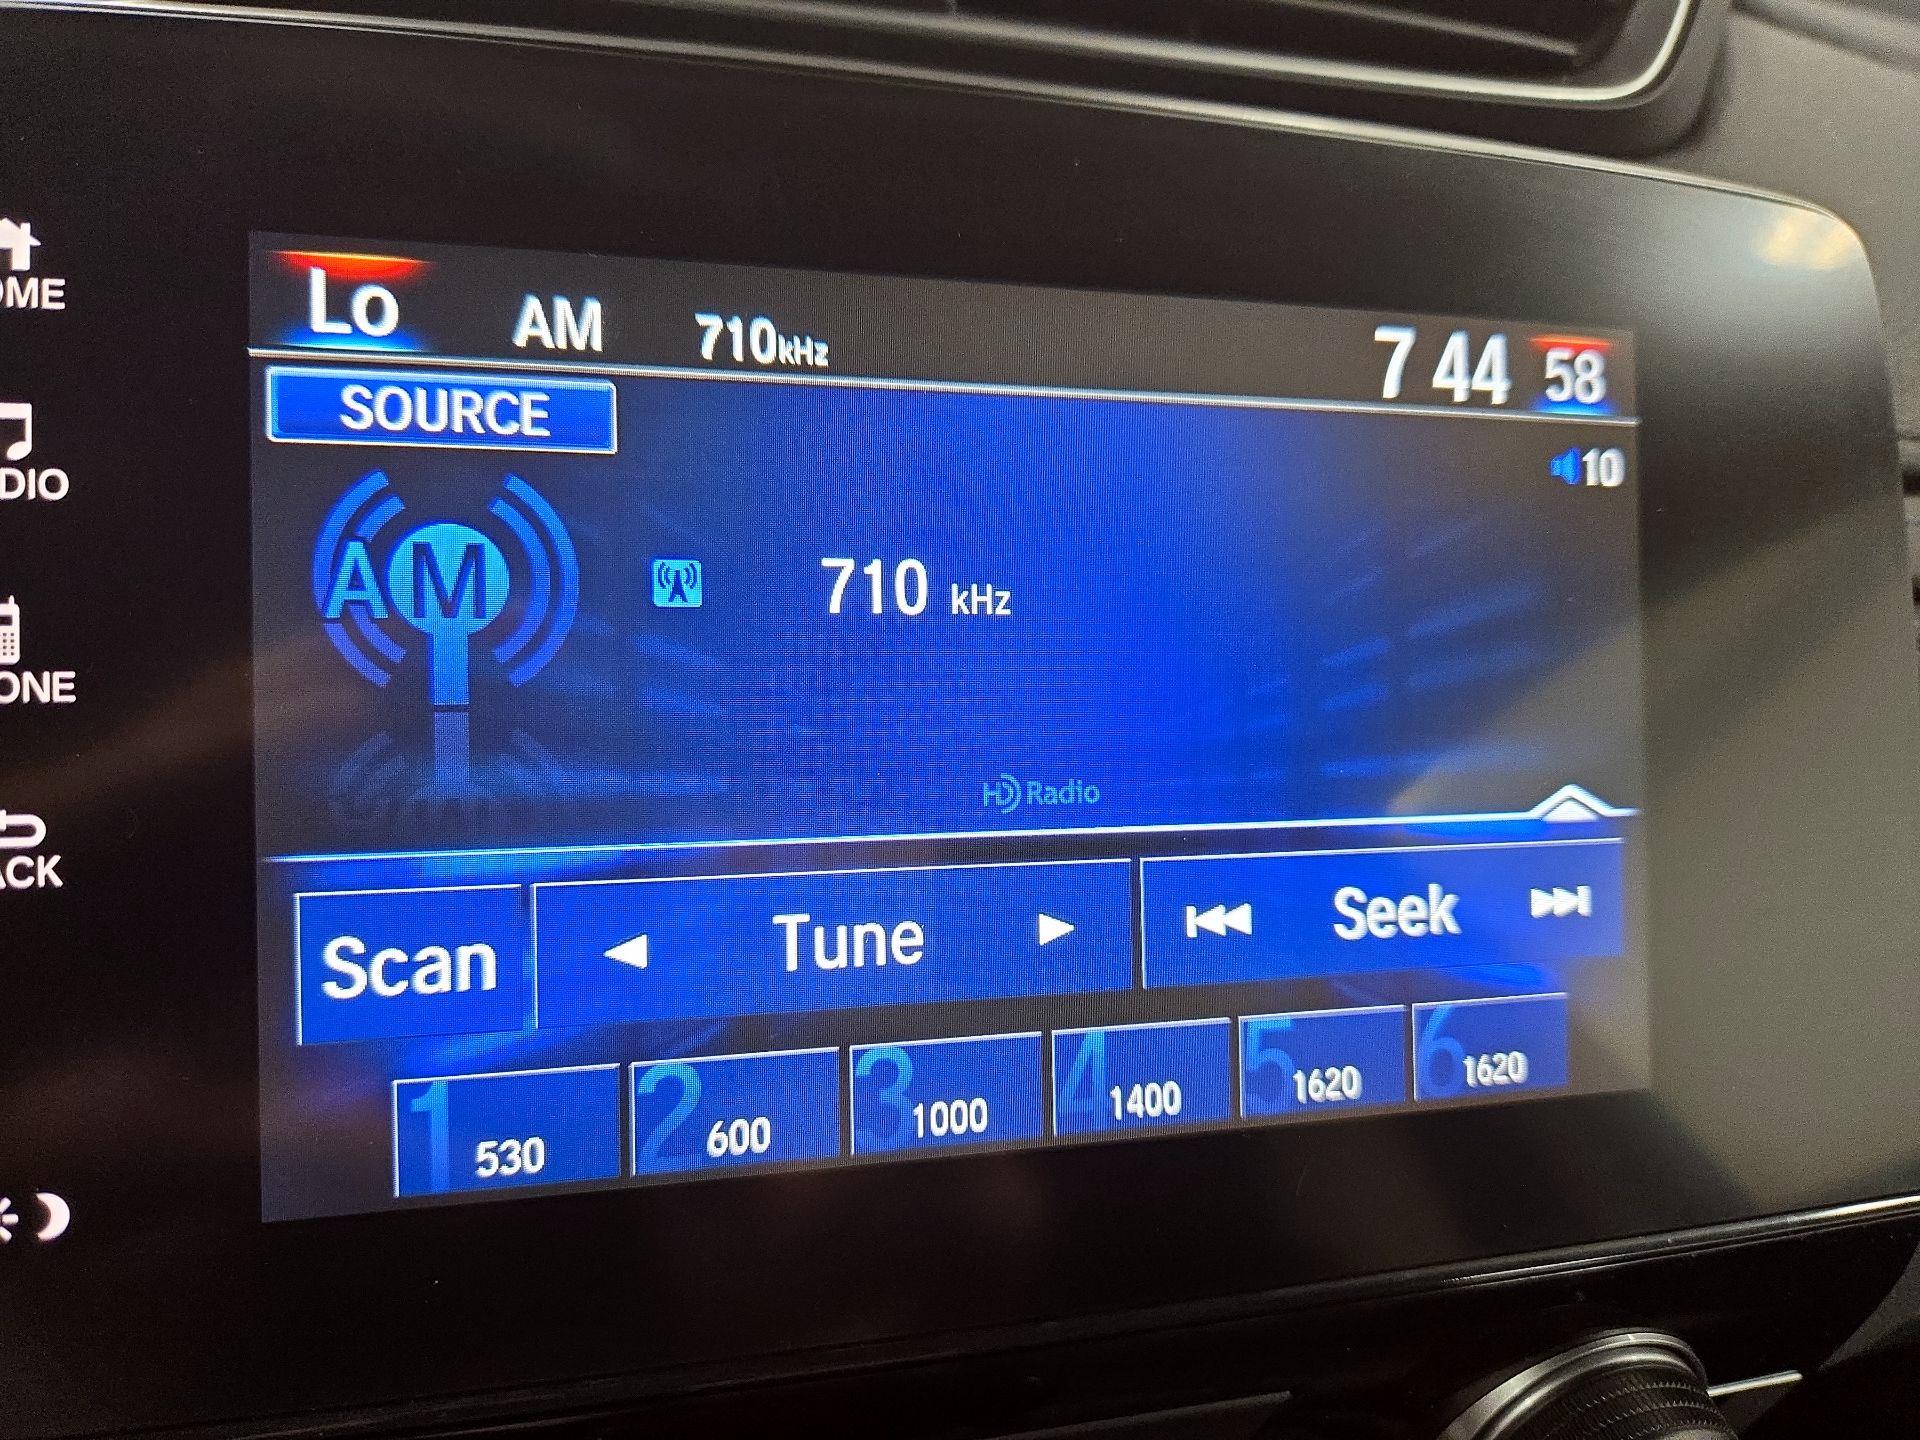 OME
Lo AM 710kHz 7 44 58
SOURCE
10
DIO
AM
710 kHz
ONE
HD Radio
ACK
Scan Tune Seek
1 530 2 600 3 1000 4 1400 5 1620 6 1620